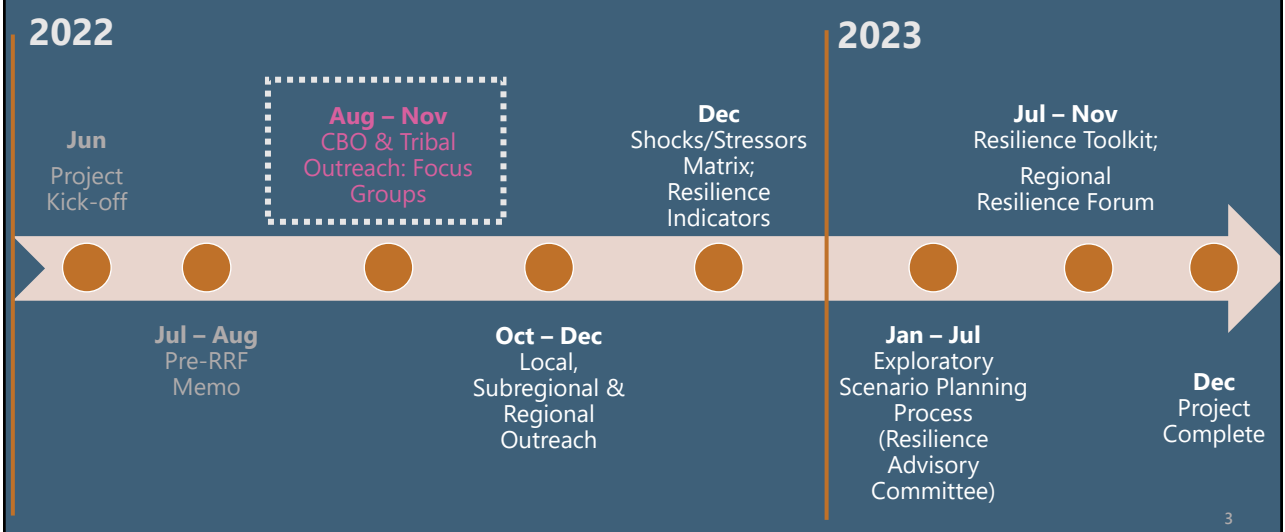 2022
2023
Jun
Project
Kick-off
Aug – Nov
CBO & Tribal
Outreach: Focus
Groups
Dec
Shocks/Stressors
Matrix;
Resilience
Indicators
Jul – Nov
Resilience Toolkit;
Regional
Resilience Forum
Jul – Aug
Pre-RRF
Memo
Oct – Dec
Local,
Subregional &
Regional
Outreach
Jan – Jul
Exploratory
Scenario Planning
Process
(Resilience
Advisory
Committee)
Dec
Project
Complete
3